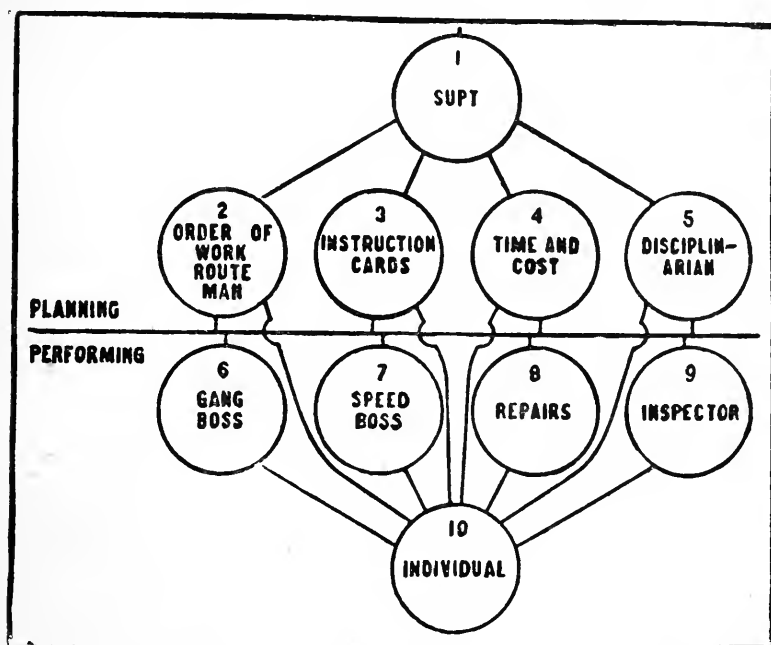 1
SUPT
2
ORDER OF
WORK
ROUTE
MAN
3
INSTRUCTION
CARDS
4
TIME AND
COST
5
DISCIPLIN-
ARIAN
PLANNING
PERFORMING
6
GANG
BOSS
7
SPEED
BOSS
8
REPAIRS
9
INSPECTOR
10
INDIVIDUAL